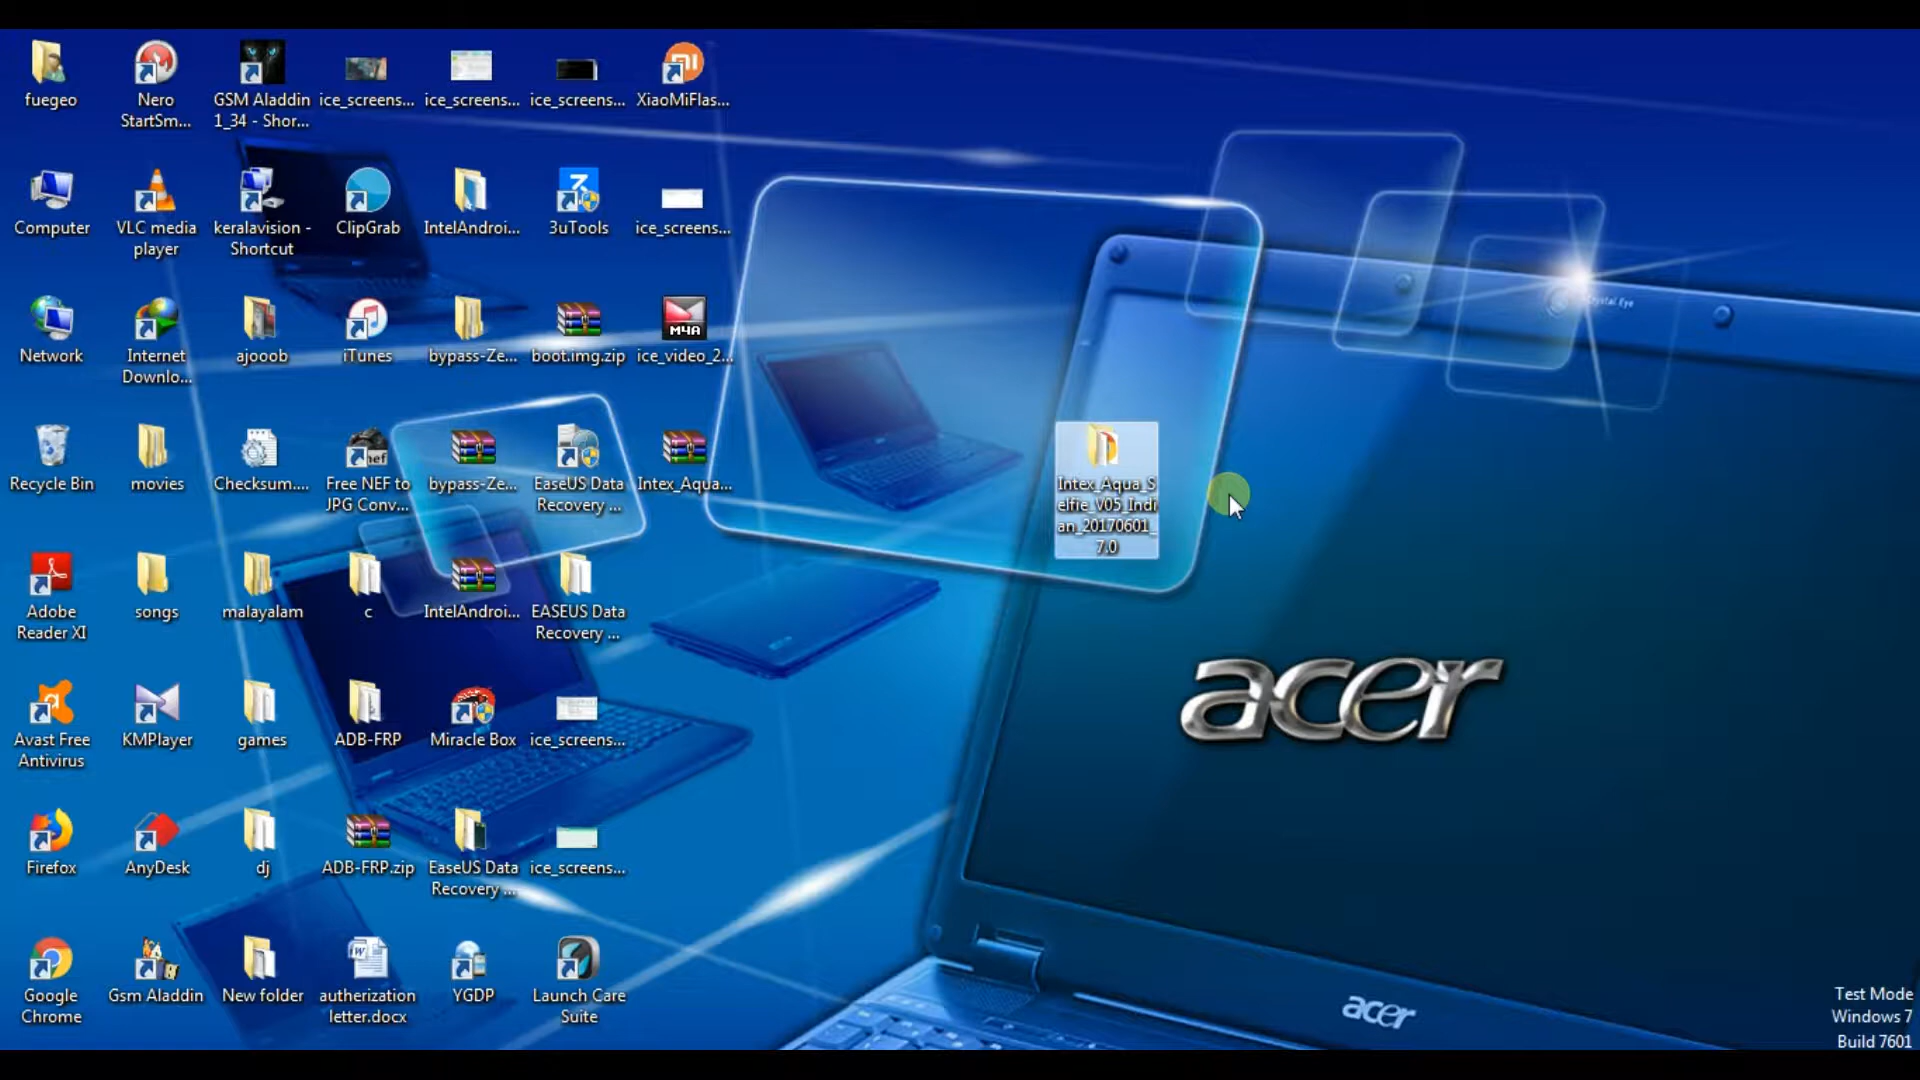 fuegeo
Nero
StartSm...
GSM Aladdin
1_34 - Shor...
ice_screens...
ice_screens...
ice_screens...
XiaoMiFlas...
Computer
VLC media
player
keralavision -
Shortcut
ClipGrab
IntelAndroi...
3uTools
ice_screens...
Network
Internet
Downlo...
ajooob
iTunes
bypass-Ze...
boot.img.zip
M4A
ice_video_2...
Recycle Bin
movies
Checksum....
nef
Free NEF to
JPG Conv...
bypass-Ze...
EaseUS Data
Recovery ...
Intex_Aqua...
Intex_Aqua_S
elfie_V05_Indi
an_20170601_
7.0
Adobe
Reader XI
songs
malayalam
c
IntelAndroi...
EASEUS Data
Recovery ...
Avast Free
Antivirus
KMPlayer
games
ADB-FRP
Miracle Box
ice_screens...
Firefox
AnyDesk
dj
ADB-FRP.zip
EaseUS Data
Recovery ...
ice_screens...
Google
Chrome
Gsm Aladdin
New folder
autherization
letter.docx
YGDP
Launch Care
Suite
Crystal Eye
acer
acer
Test Mode
Windows 7
Build 7601